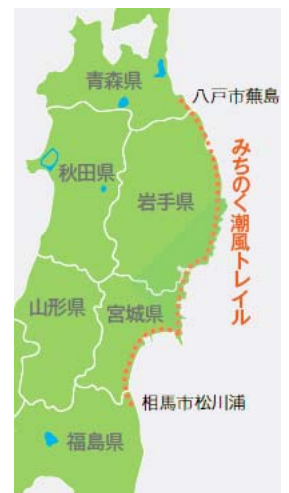 青森県
八戸市蕪島
秋田県
岩手県
みちのく潮風トレイル
山形県
宮城県
相馬市松川浦
福島県